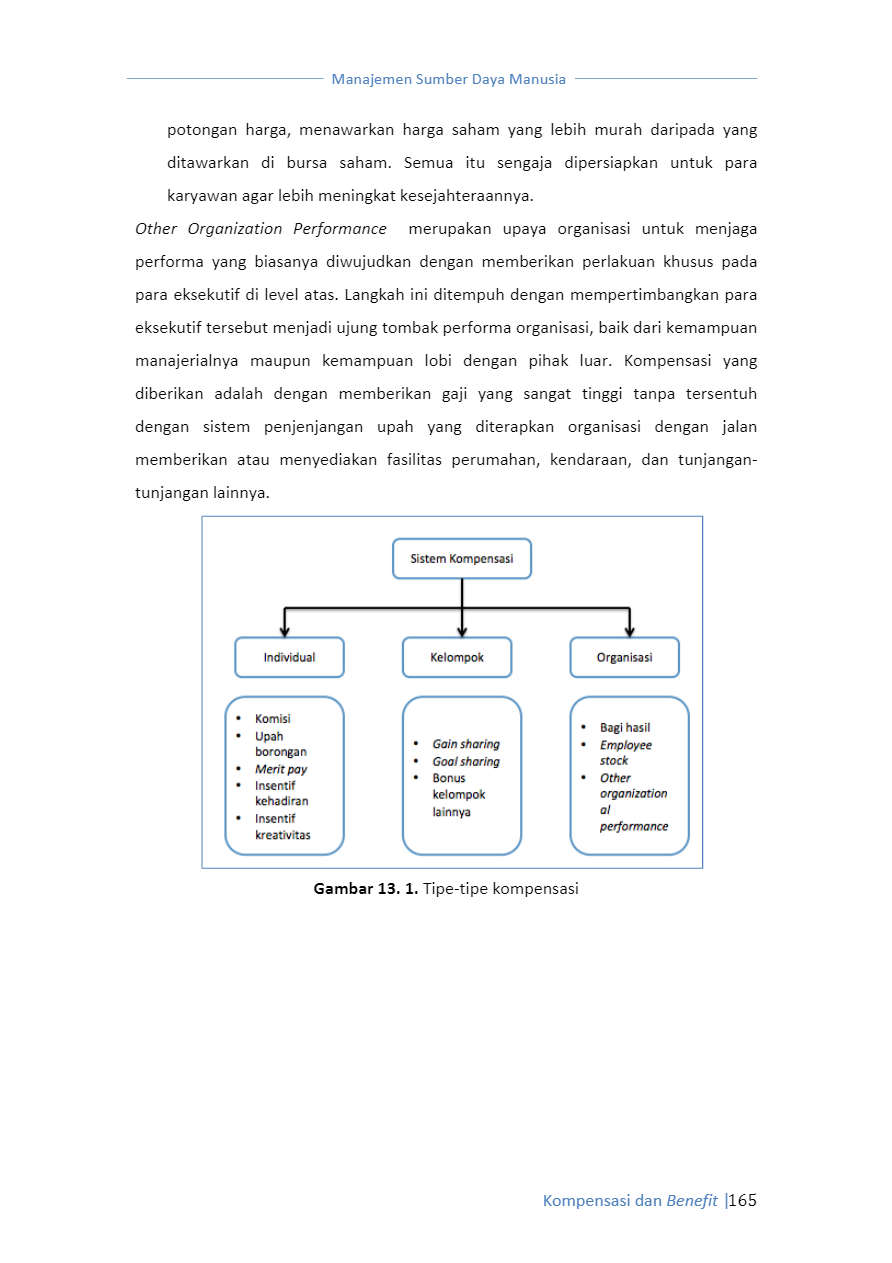 Manajemen Sumber Daya Manusia
potongan harga, menawarkan harga saham yang lebih murah daripada yang
ditawarkan di bursa saham. Semua itu sengaja dipersiapkan untuk para
karyawan agar lebih meningkat kesejahteraannya.
Other Organization Performance merupakan upaya organisasi untuk menjaga
performa yang biasanya diwujudkan dengan memberikan perlakuan khusus pada
para eksekutif di level atas. Langkah ini ditempuh dengan mempertimbangkan para
eksekutif tersebut menjadi ujung tombak performa organisasi, baik dari kemampuan
manajerialnya maupun kemampuan lobi dengan pihak luar. Kompensasi yang
diberikan adalah dengan memberikan gaji yang sangat tinggi tanpa tersentuh
dengan sistem penjenjangan upah yang diterapkan organisasi dengan jalan
memberikan atau menyediakan fasilitas perumahan, kendaraan, dan tunjangan-
tunjangan lainnya.
Sistem Kompensasi
Individual
Kelompok
Organisasi
• Komisi
• Upah
borongan
• Merit pay
• Insentif
kehadiran
• Insentif
kreativitas
• Gain sharing
• Goal sharing
• Bonus
kelompok
lainnya
• Bagi hasil
• Employee
stock
• Other
organization
al
performance
Gambar 13. 1. Tipe-tipe kompensasi
Kompensasi dan Benefit |165